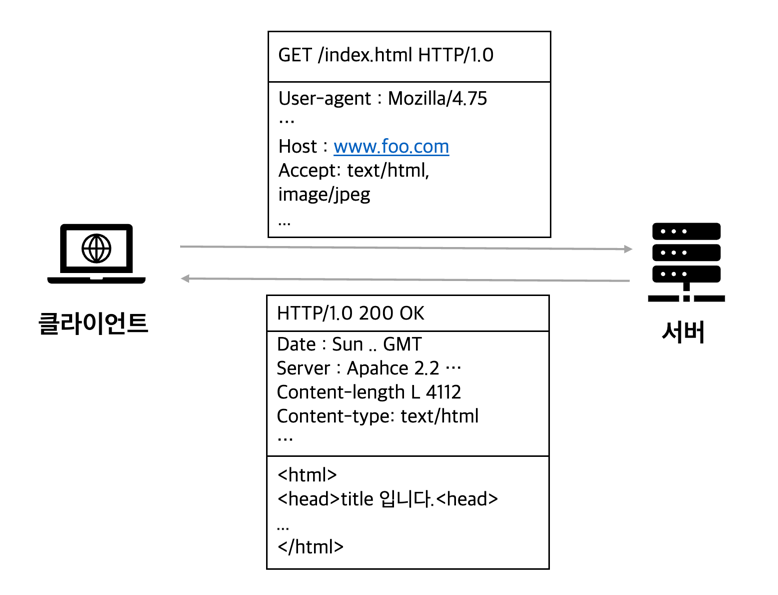 GET /index.html HTTP/1.0
User-agent : Mozilla/4.75
...
Host : www.foo.com
Accept: text/html,
image/jpeg
...
클라이언트
서버
HTTP/1.0 200 OK
Date : Sun .. GMT
Server : Apahce 2.2 ...
Content-length L 4112
Content-type: text/html
...
<html>
<head>title 입니다.<head>
...
</html>